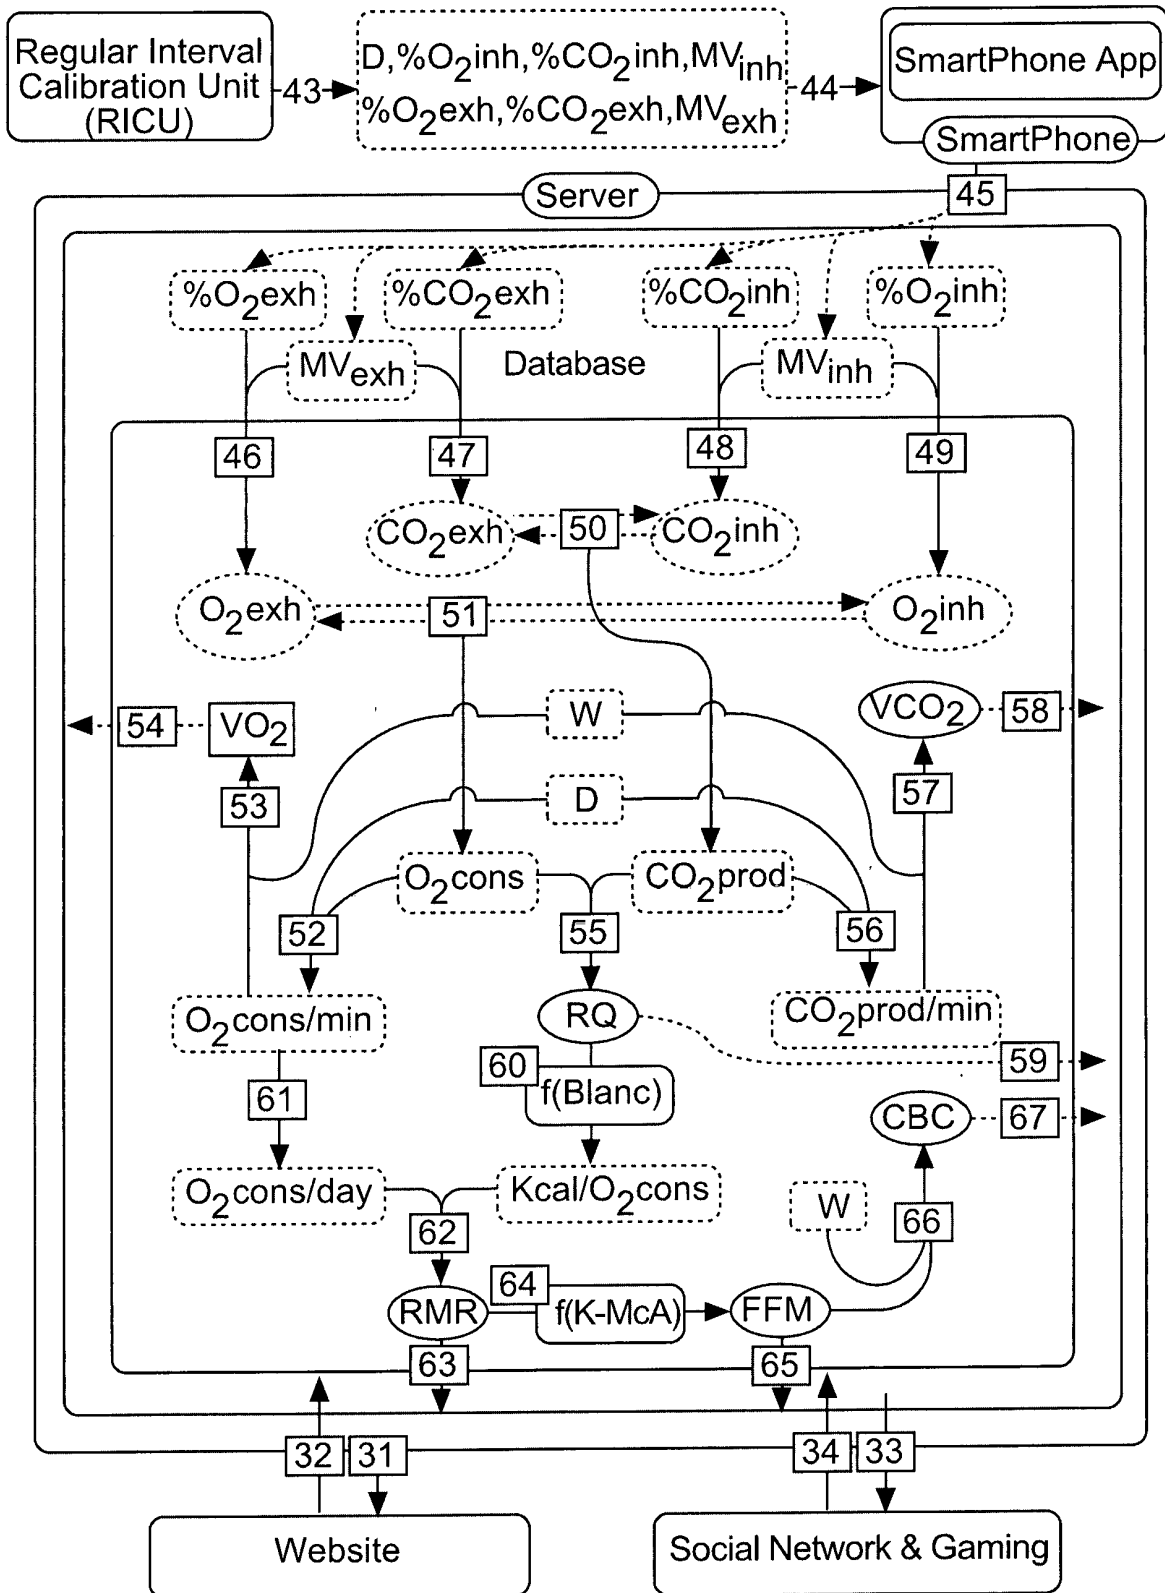 Regular Interval
Calibration Unit
(RICU)
43
D,%O2inh,%CO2inh,MVinh
%O2exh,%CO2exh,MVexh
44
SmartPhone App
SmartPhone
45
Server
%O2exh
%CO2exh
%CO2inh
%O2inh
MVexh
Database
MVinh
46
47
48
49
CO2exh
50
CO2inh
O2exh
51
O2inh
54
VO2
W
VCO2
58
53
D
57
O2cons
CO2prod
52
55
56
O2cons/min
RQ
CO2prod/min
59
60
f(Blanc)
61
CBC
67
O2cons/day
Kcal/O2cons
W
66
62
64
RMR
f(K-McA)
FFM
63
65
32
31
34
33
Website
Social Network & Gaming